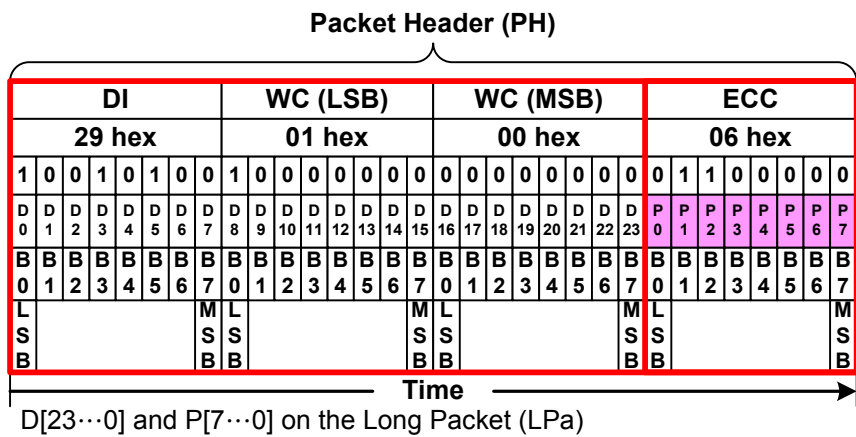 Packet Header (PH)
DI WC (LSB) WC (MSB) ECC
29 hex 01 hex 00 hex 06 hex
1 0 0 1 0 1 0 0 1 0 0 0 0 0 0 0 0 0 0 0 0 0 0 0 0 1 1 0 0 0 0 0
D0 D1 D2 D3 D4 D5 D6 D7 D8 D9 D10 D11 D12 D13 D14 D15 D16 D17 D18 D19 D20 D21 D22 D23 P0 P1 P2 P3 P4 P5 P6 P7
B0 B1 B2 B3 B4 B5 B6 B7 B0 B1 B2 B3 B4 B5 B6 B7 B0 B1 B2 B3 B4 B5 B6 B7 B0 B1 B2 B3 B4 B5 B6 B7
LSB MSB LSB MSB LSB MSB LSB MSB
Time
D[23···0] and P[7···0] on the Long Packet (LPa)